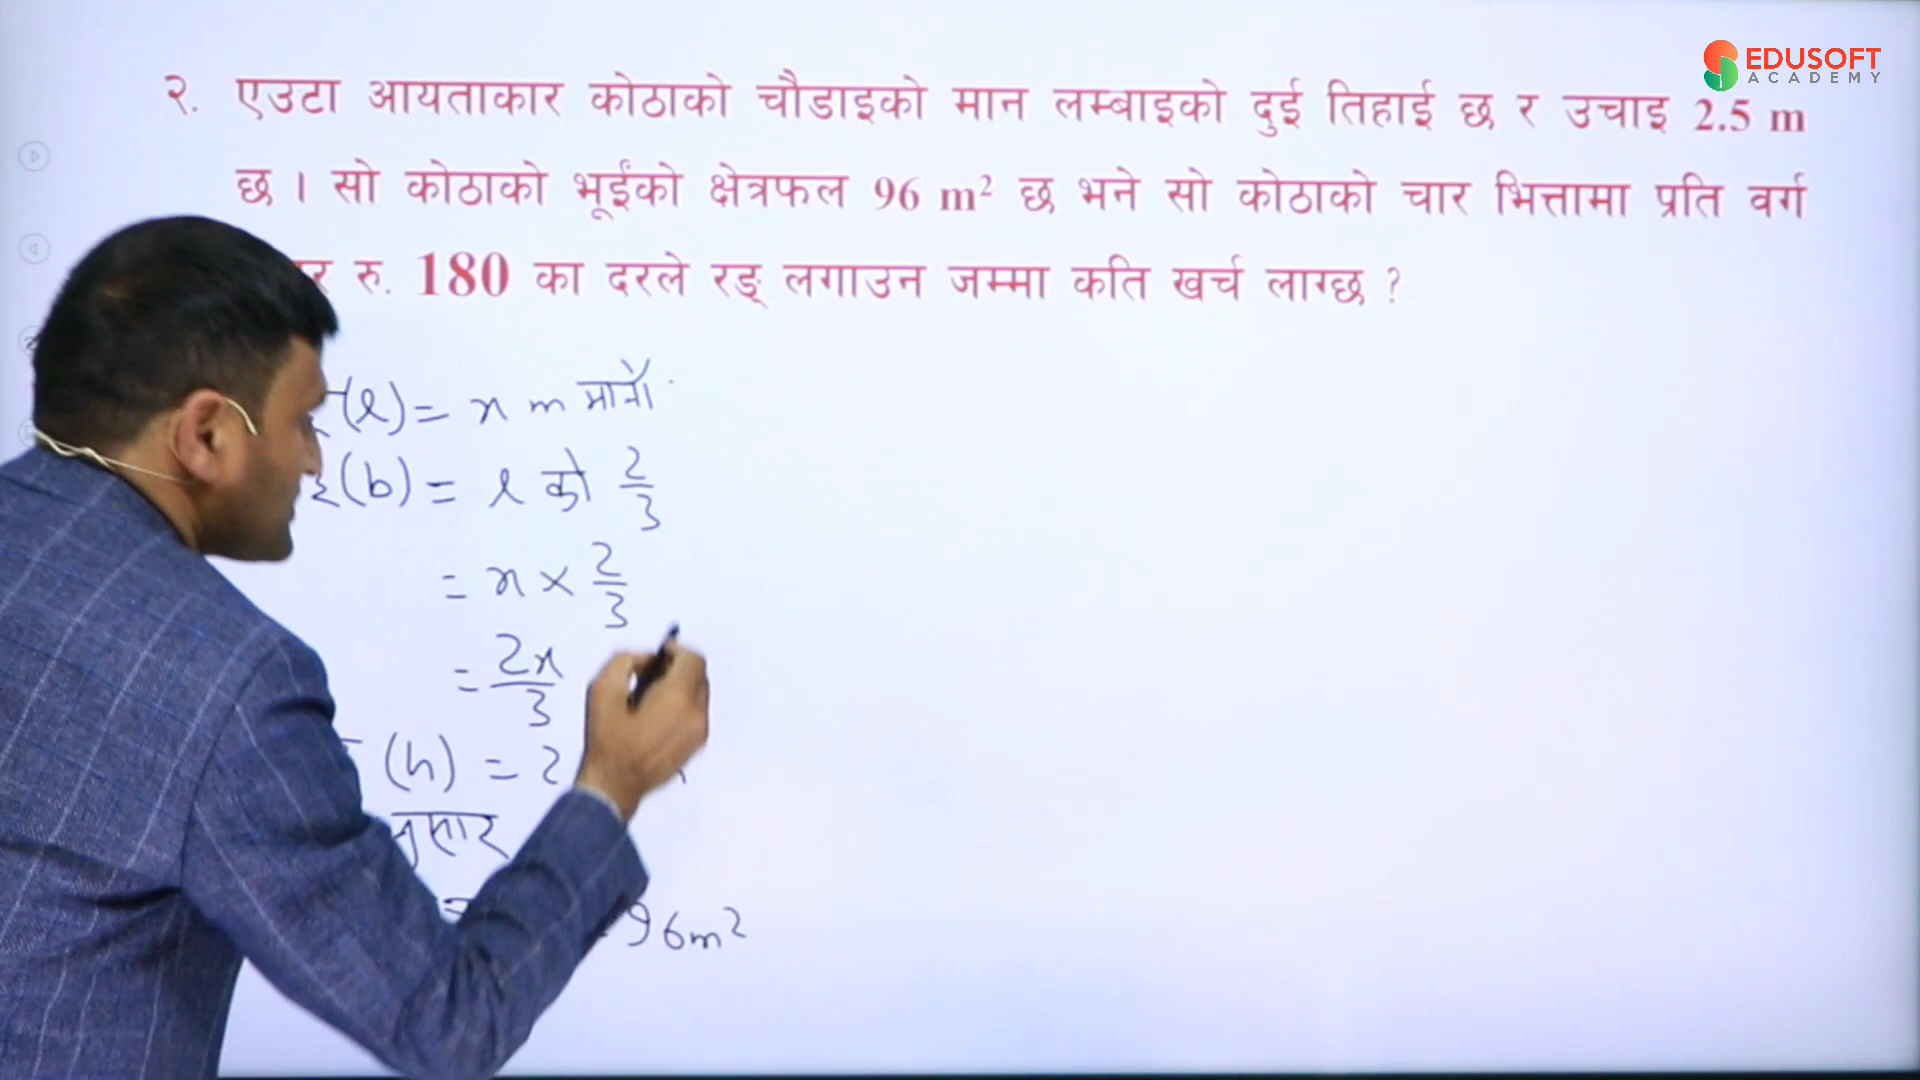 EDUSOFT
ACADEMY
२. एउटा आयताकार कोठाको चौडाइको मान लम्बाइको दुई तिहाई छ र उचाइ 2.5 m
छ । सो कोठाको भूईंको क्षेत्रफल 96 m² छ भने सो कोठाको चार भित्तामा प्रति वर्ग
रु. 180 का दरले रङ् लगाउन जम्मा कति खर्च लाग्छ ?
(l) = x m मानौं
(b) = l को 2/3
= x × 2/3
= 2x/3
(h) = 2
96m²